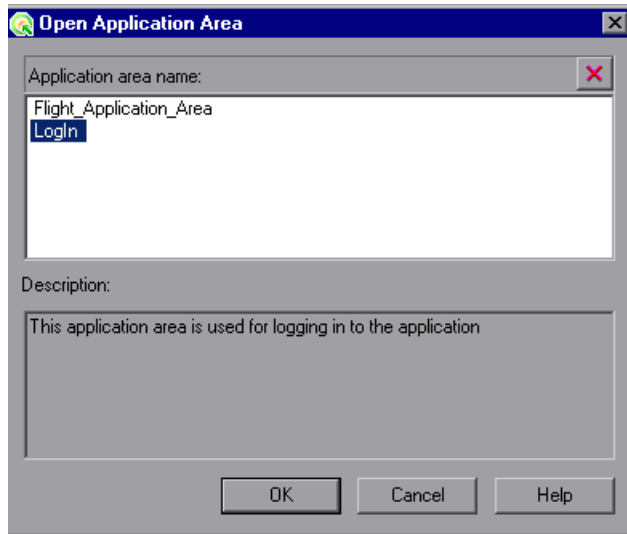 Open Application Area
Application area name:
Flight_Application_Area
LogIn
Description:
This application area is used for logging in to the application
OK
Cancel
Help